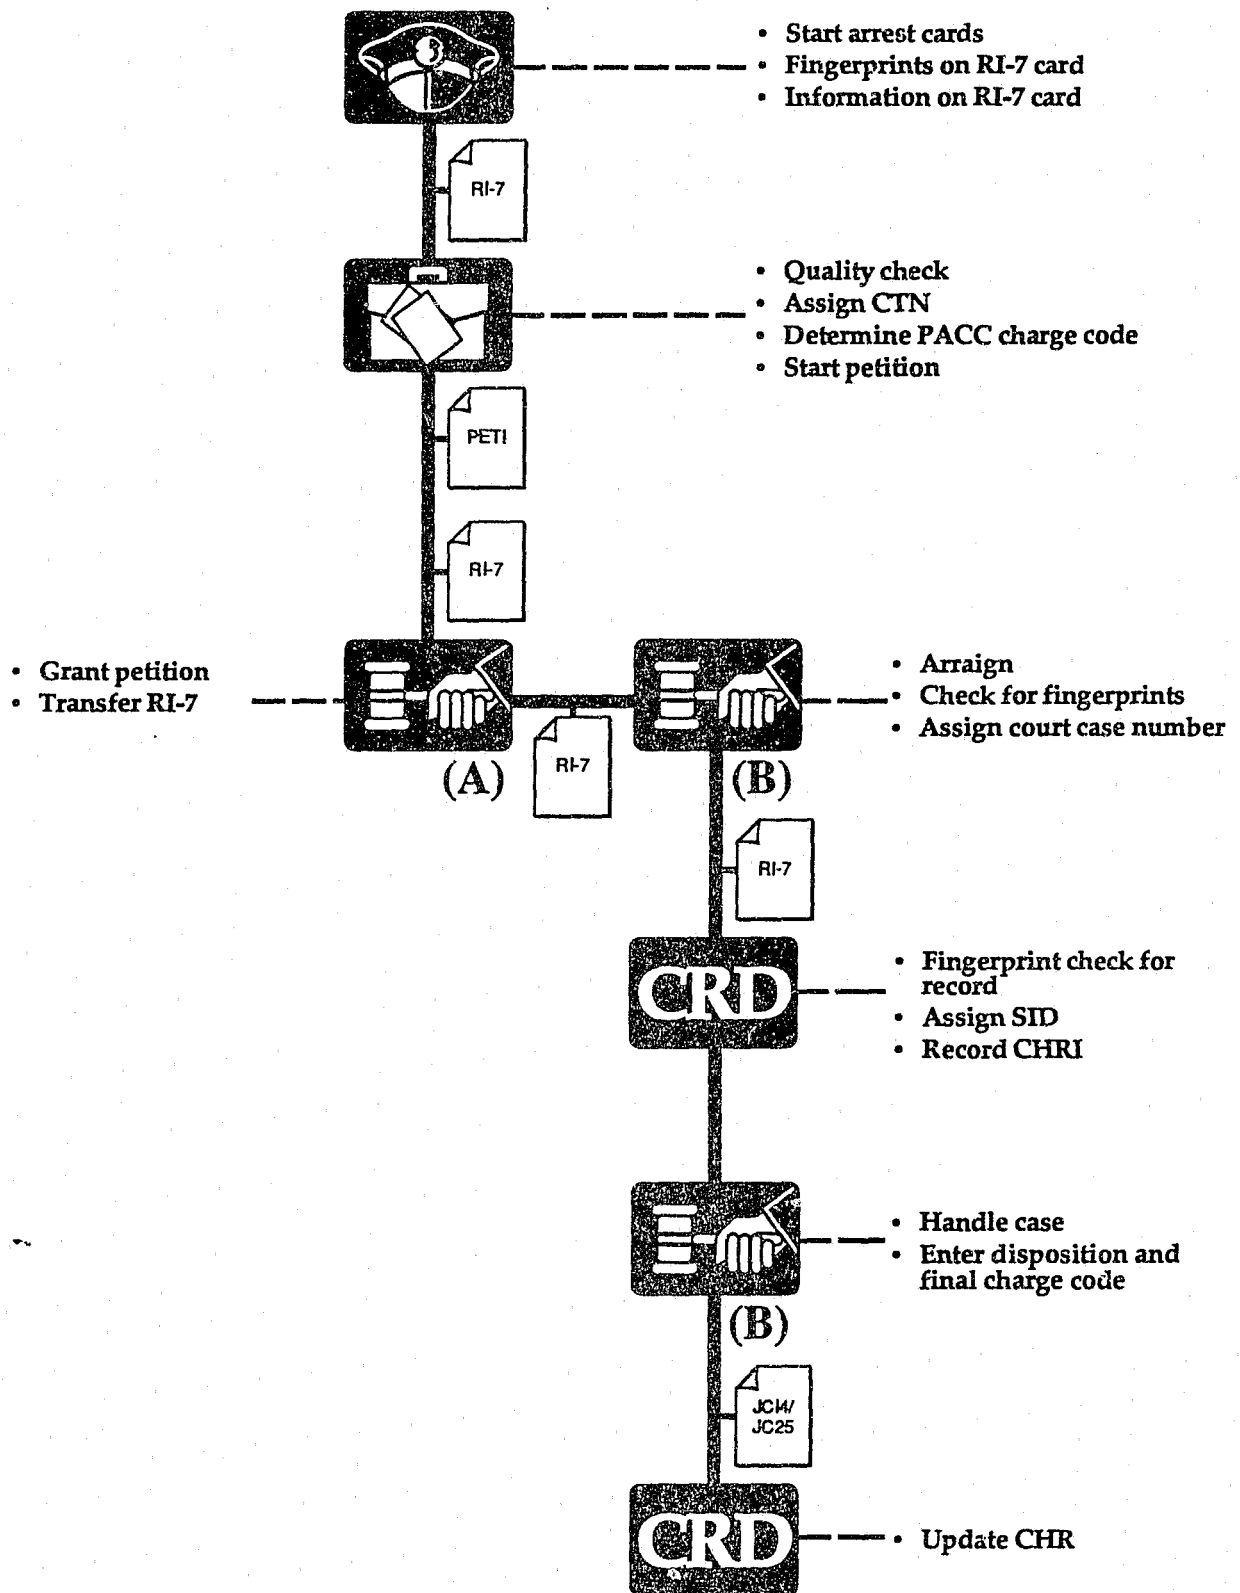 • Start arrest cards
• Fingerprints on RI-7 card
• Information on RI-7 card
RI-7
• Quality check
• Assign CTN
• Determine PACC charge code
• Start petition
PETI
RI-7
• Grant petition
• Transfer RI-7
(A)
RI-7
(B)
• Arraign
• Check for fingerprints
• Assign court case number
RI-7
CRD
• Fingerprint check for
record
• Assign SID
• Record CHRI
(B)
• Handle case
• Enter disposition and
final charge code
JC14/
JC25
CRD
• Update CHR